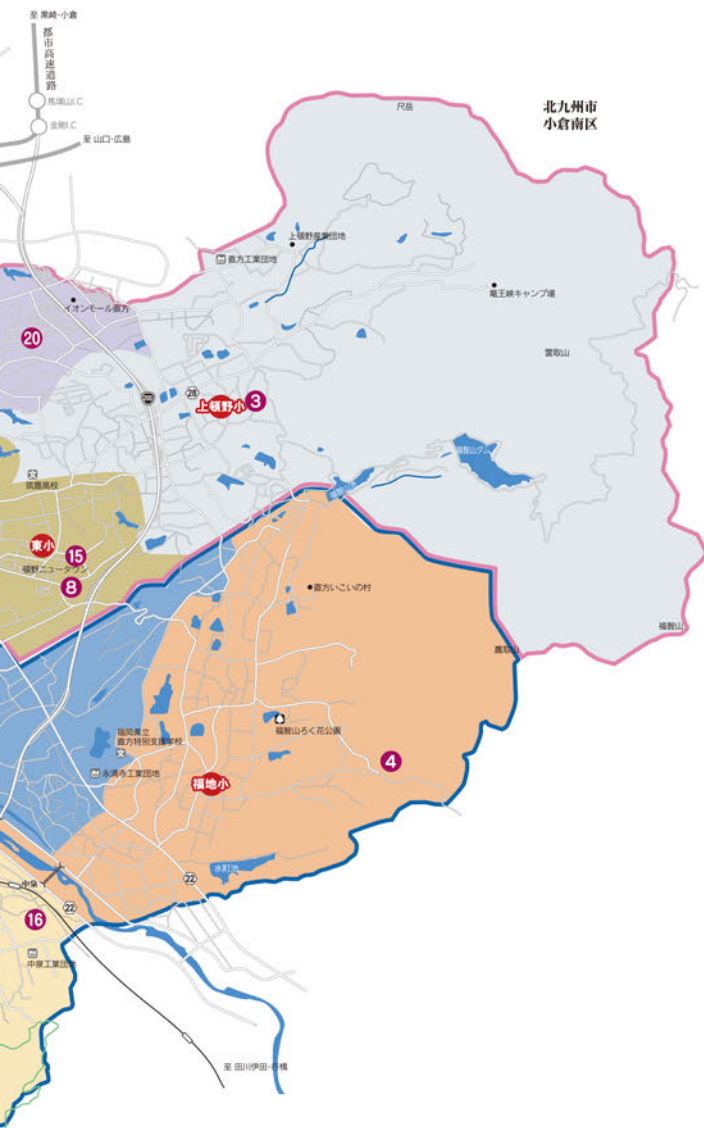 至 黒崎・小倉
都市高速道路
馬場山I.C
金剛I.C
至 山口・広島
尺岳
北九州市
小倉南区
上頓野産業団地
直方工業団地
竜王峡キャンプ場
イオンモール直方
20
雲取山
200
28
上頓野小
3
福智山ダム
筑豊高校
東小
15
頓野ニュータウン
8
直方いこいの村
福智山
鷹取山
福岡県立
直方特別支援学校
福智山ろく花公園
永満寺工業団地
4
福地小
水町池
22
中泉
22
16
中泉工業団地
至 田川伊田・行橋